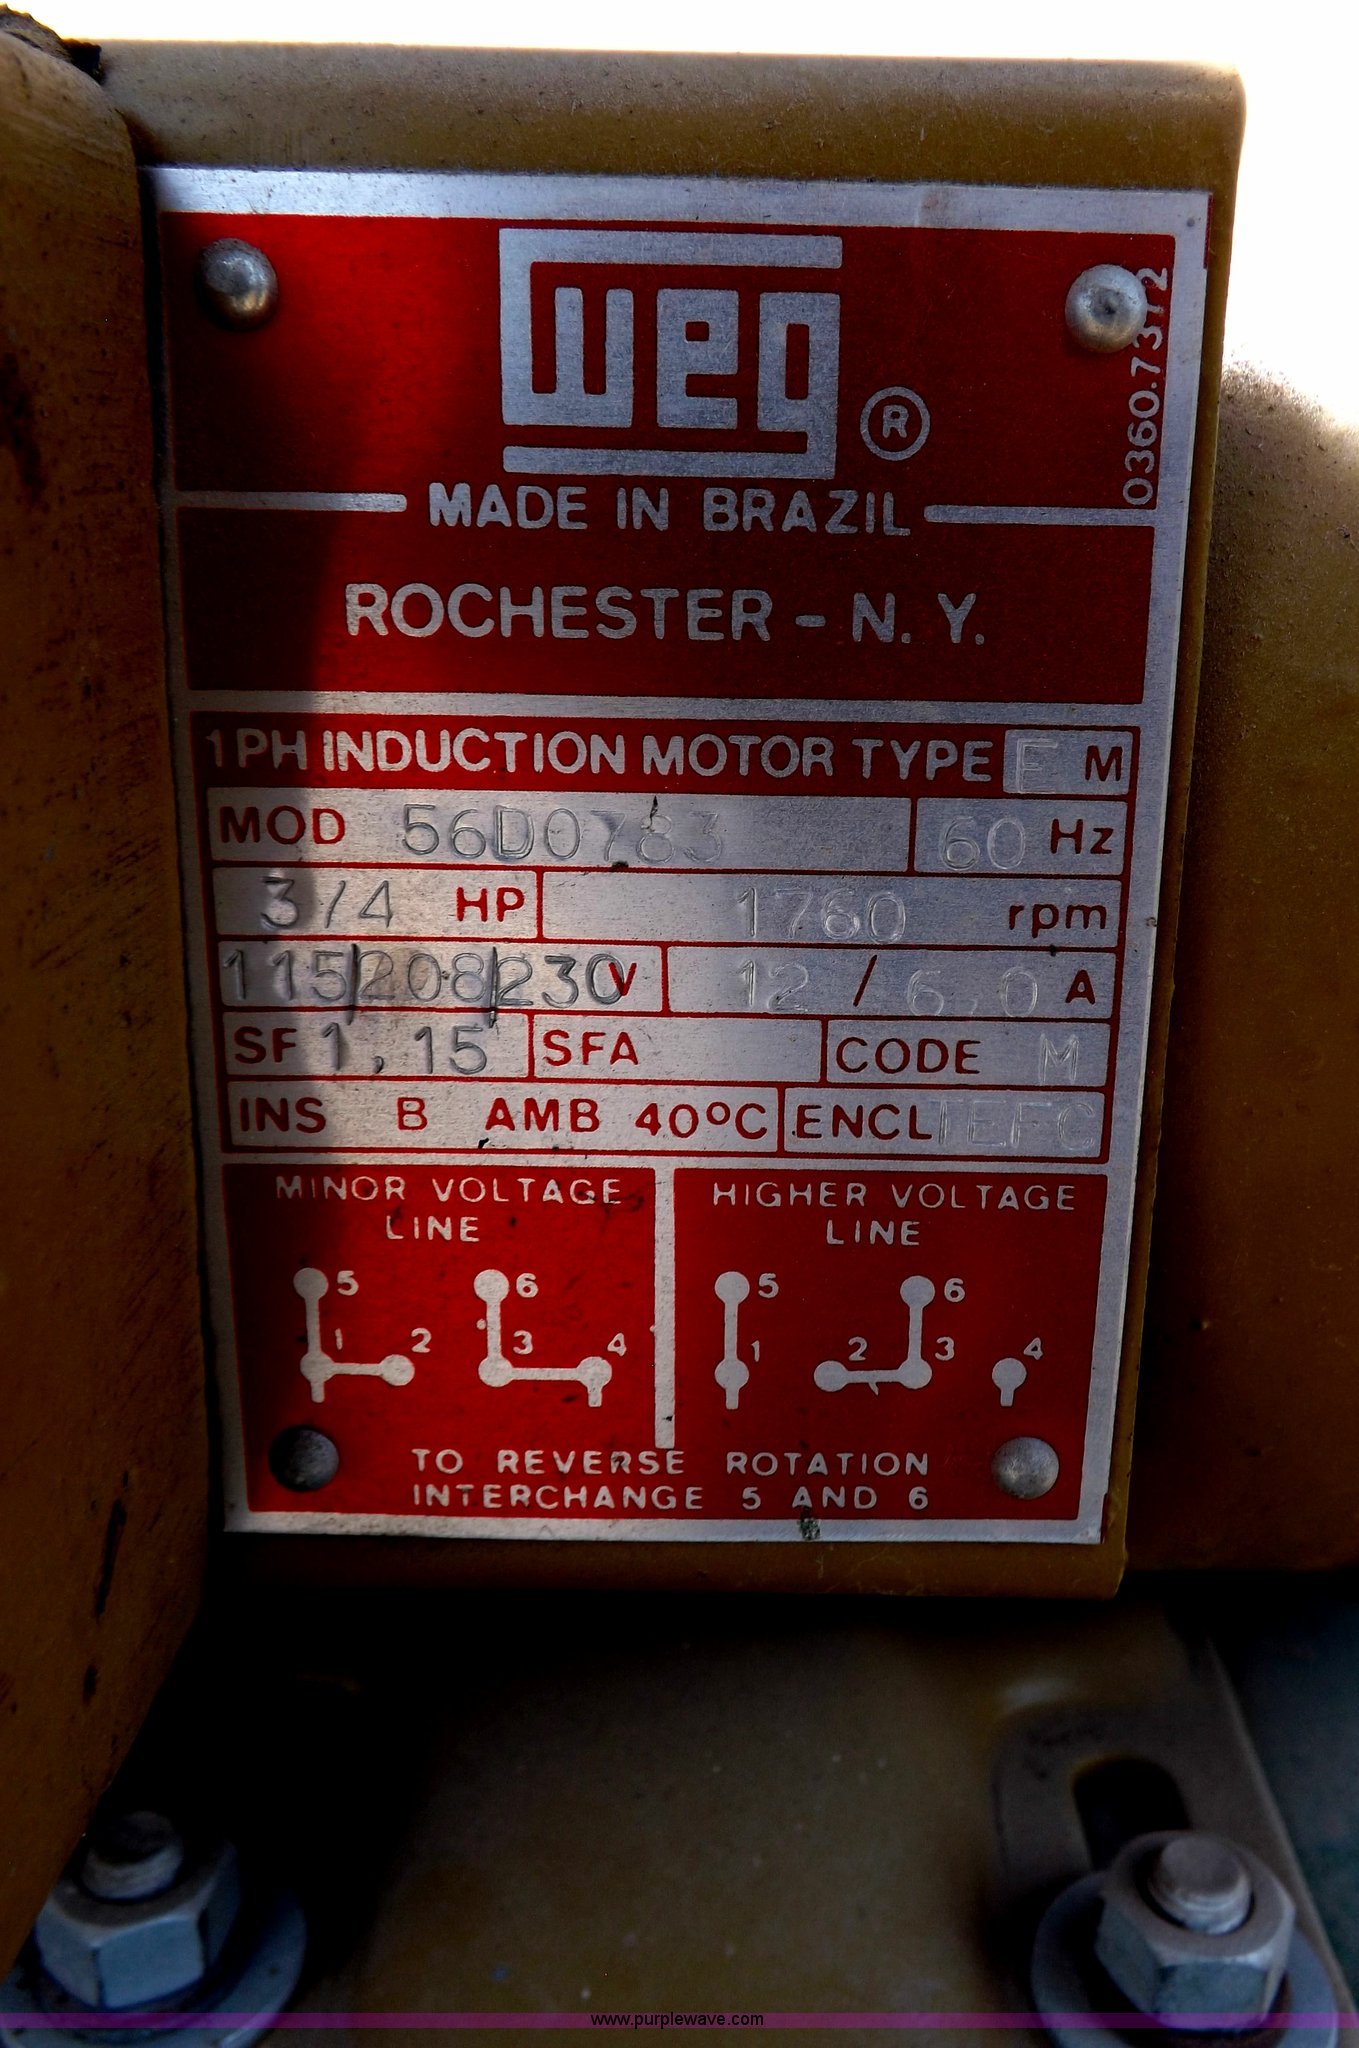 weg ®
0360.7372
MADE IN BRAZIL
ROCHESTER - N. Y.
1PH INDUCTION MOTOR TYPE F M
MOD 56D0783 60 Hz
3/4 HP 1760 rpm
115/208/230 V 12 / 6,0 A
SF 1,15 SFA CODE M
INS B AMB 40ºC ENCL TEFC
MINOR VOLTAGE
LINE
HIGHER VOLTAGE
LINE
5 6 5 6
1 2 3 4 1 2 3 4
TO REVERSE ROTATION
INTERCHANGE 5 AND 6
www.purplewave.com